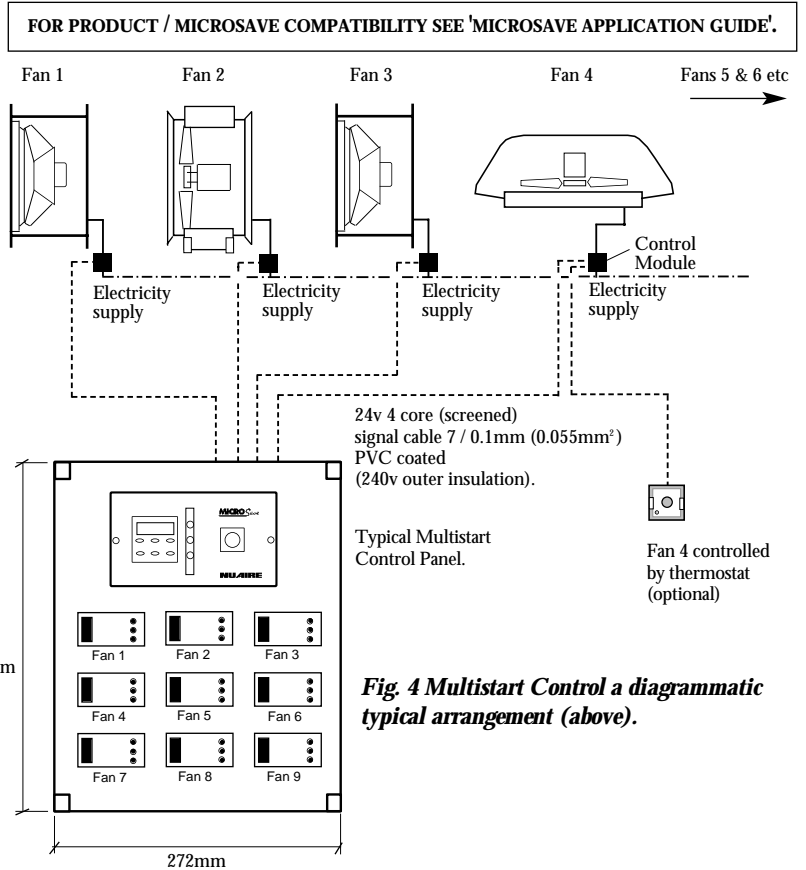 FOR PRODUCT / MICROSAVE COMPATIBILITY SEE 'MICROSAVE APPLICATION GUIDE'.
Fan 1
Fan 2
Fan 3
Fan 4
Fans 5 & 6 etc
Control
Module
Electricity
supply
Electricity
supply
Electricity
supply
Electricity
supply
24v 4 core (screened)
signal cable 7 / 0.1mm (0.055mm²)
PVC coated
(240v outer insulation).
Typical Multistart
Control Panel.
Fan 4 controlled
by thermostat
(optional)
MICROSave
NUAIRE
Fan 1
Fan 2
Fan 3
Fan 4
Fan 5
Fan 6
Fan 7
Fan 8
Fan 9
m
272mm
Fig. 4 Multistart Control a diagrammatic
typical arrangement (above).